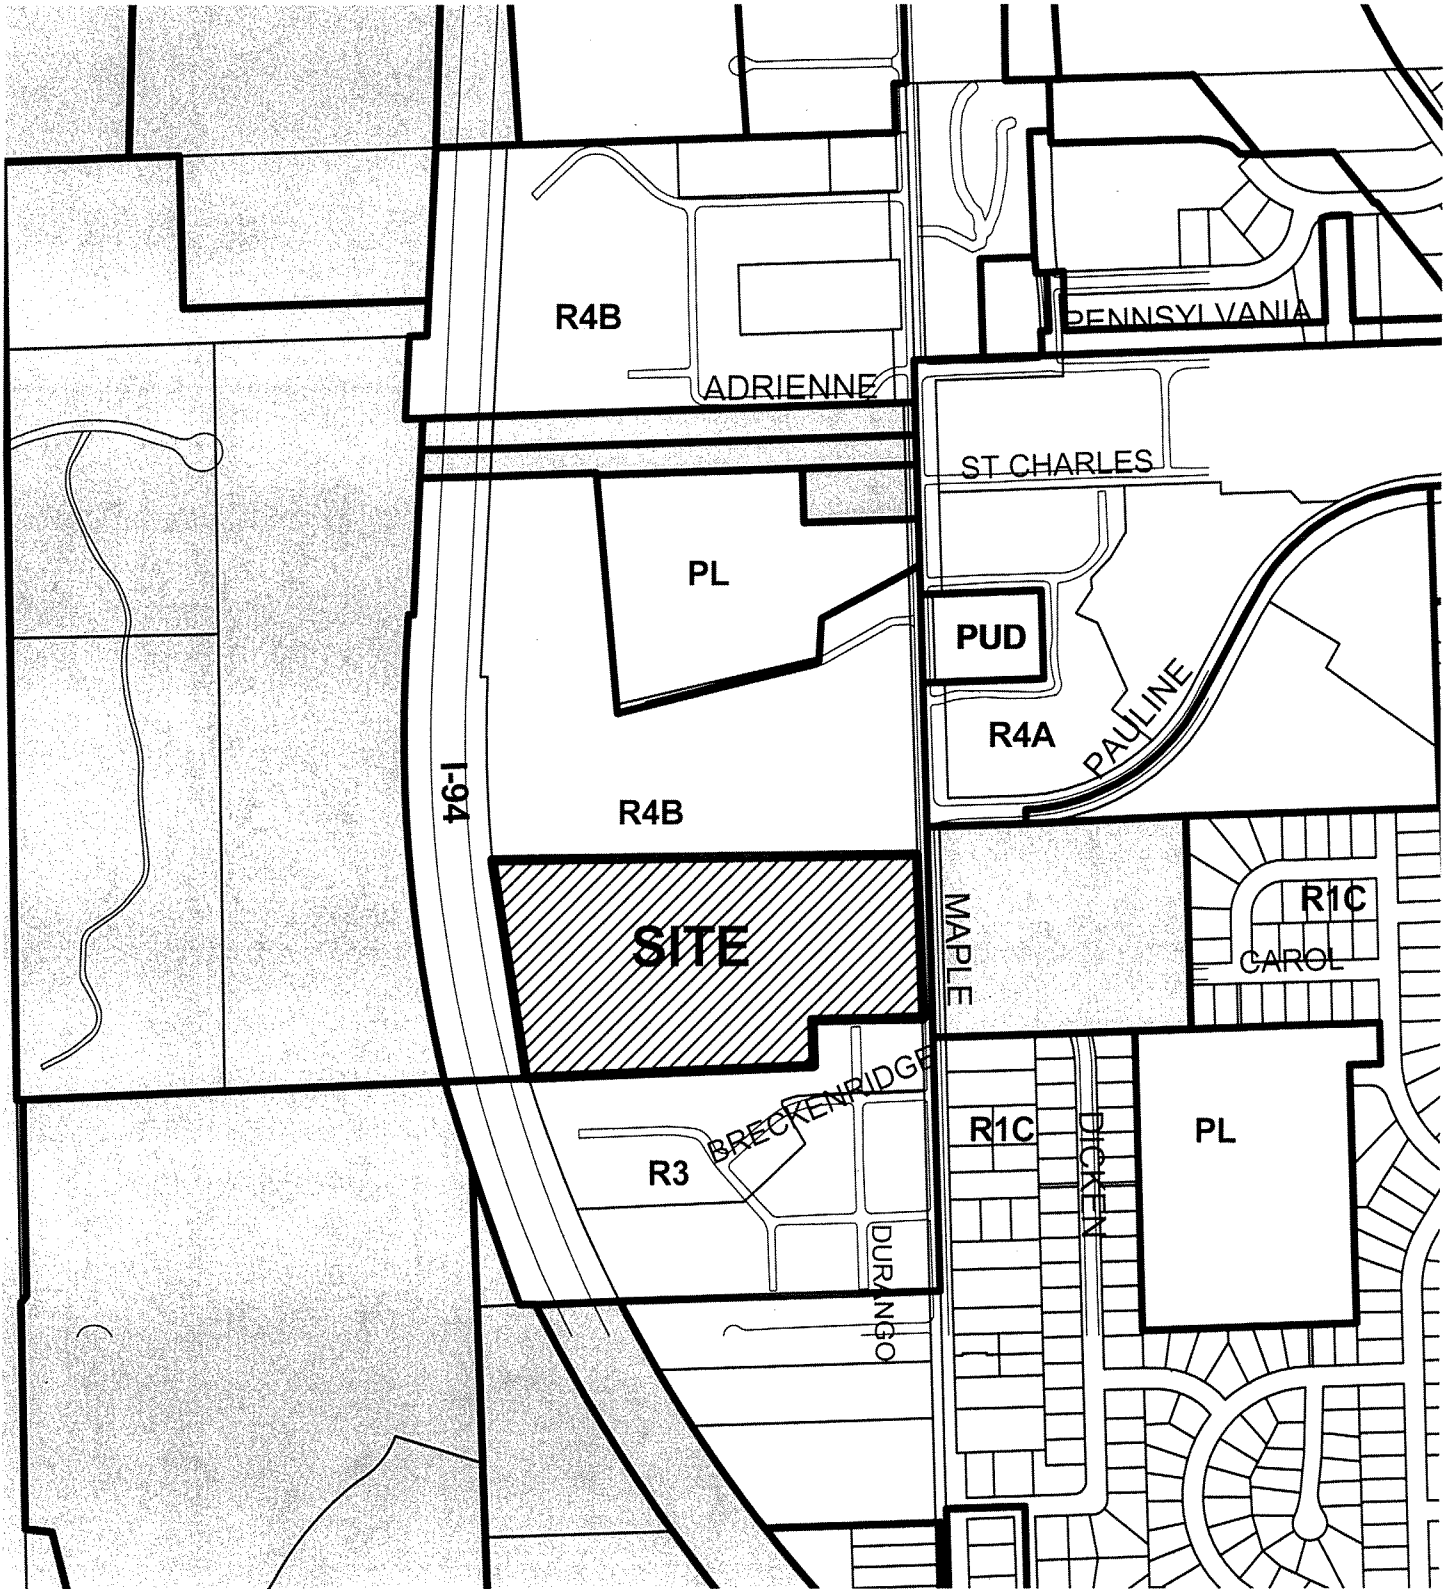 R4B
PENNSYLVANIA
ADRIENNE
ST CHARLES
PL
PUD
R4A
PAULINE
I-94
R4B
SITE
MAPLE
R1C
CAROL
BRECKENRIDGE
R3
R1C
DICKEN
PL
DURANGO